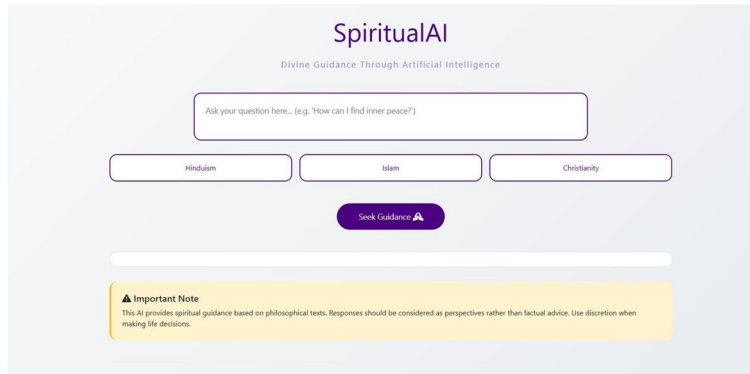 SpiritualAI
Divine Guidance Through Artificial Intelligence
Ask your question here... (e.g. 'How can I find inner peace?')
Hinduism
Islam
Christianity
Seek Guidance
Important Note
This AI provides spiritual guidance based on philosophical texts. Responses should be considered as perspectives rather than factual advice. Use discretion when
making life decisions.